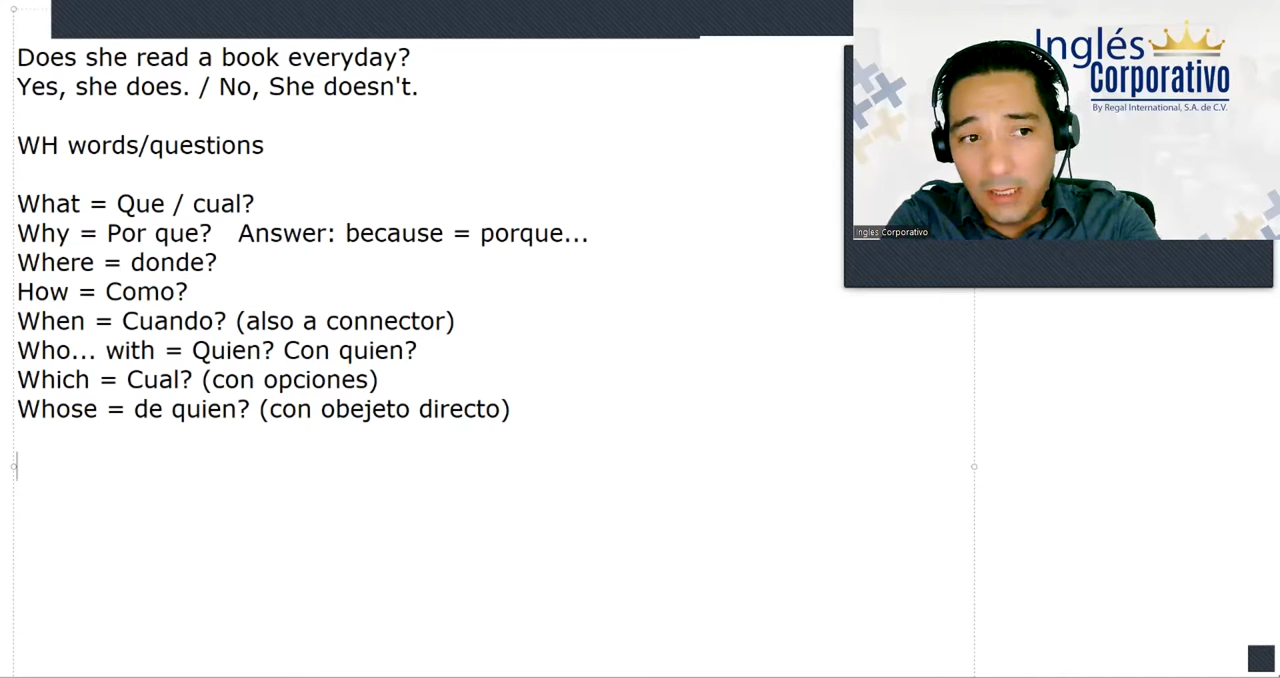 Does she read a book everyday?
Yes, she does. / No, She doesn't.
WH words/questions
What = Que / cual?
Why = Por que? Answer: because = porque...
Where = donde?
How = Como?
When = Cuando? (also a connector)
Who... with = Quien? Con quien?
Which = Cual? (con opciones)
Whose = de quien? (con obejeto directo)
Inglés
Corporativo
By Regal International, S.A. de C.V.
Inglés Corporativo